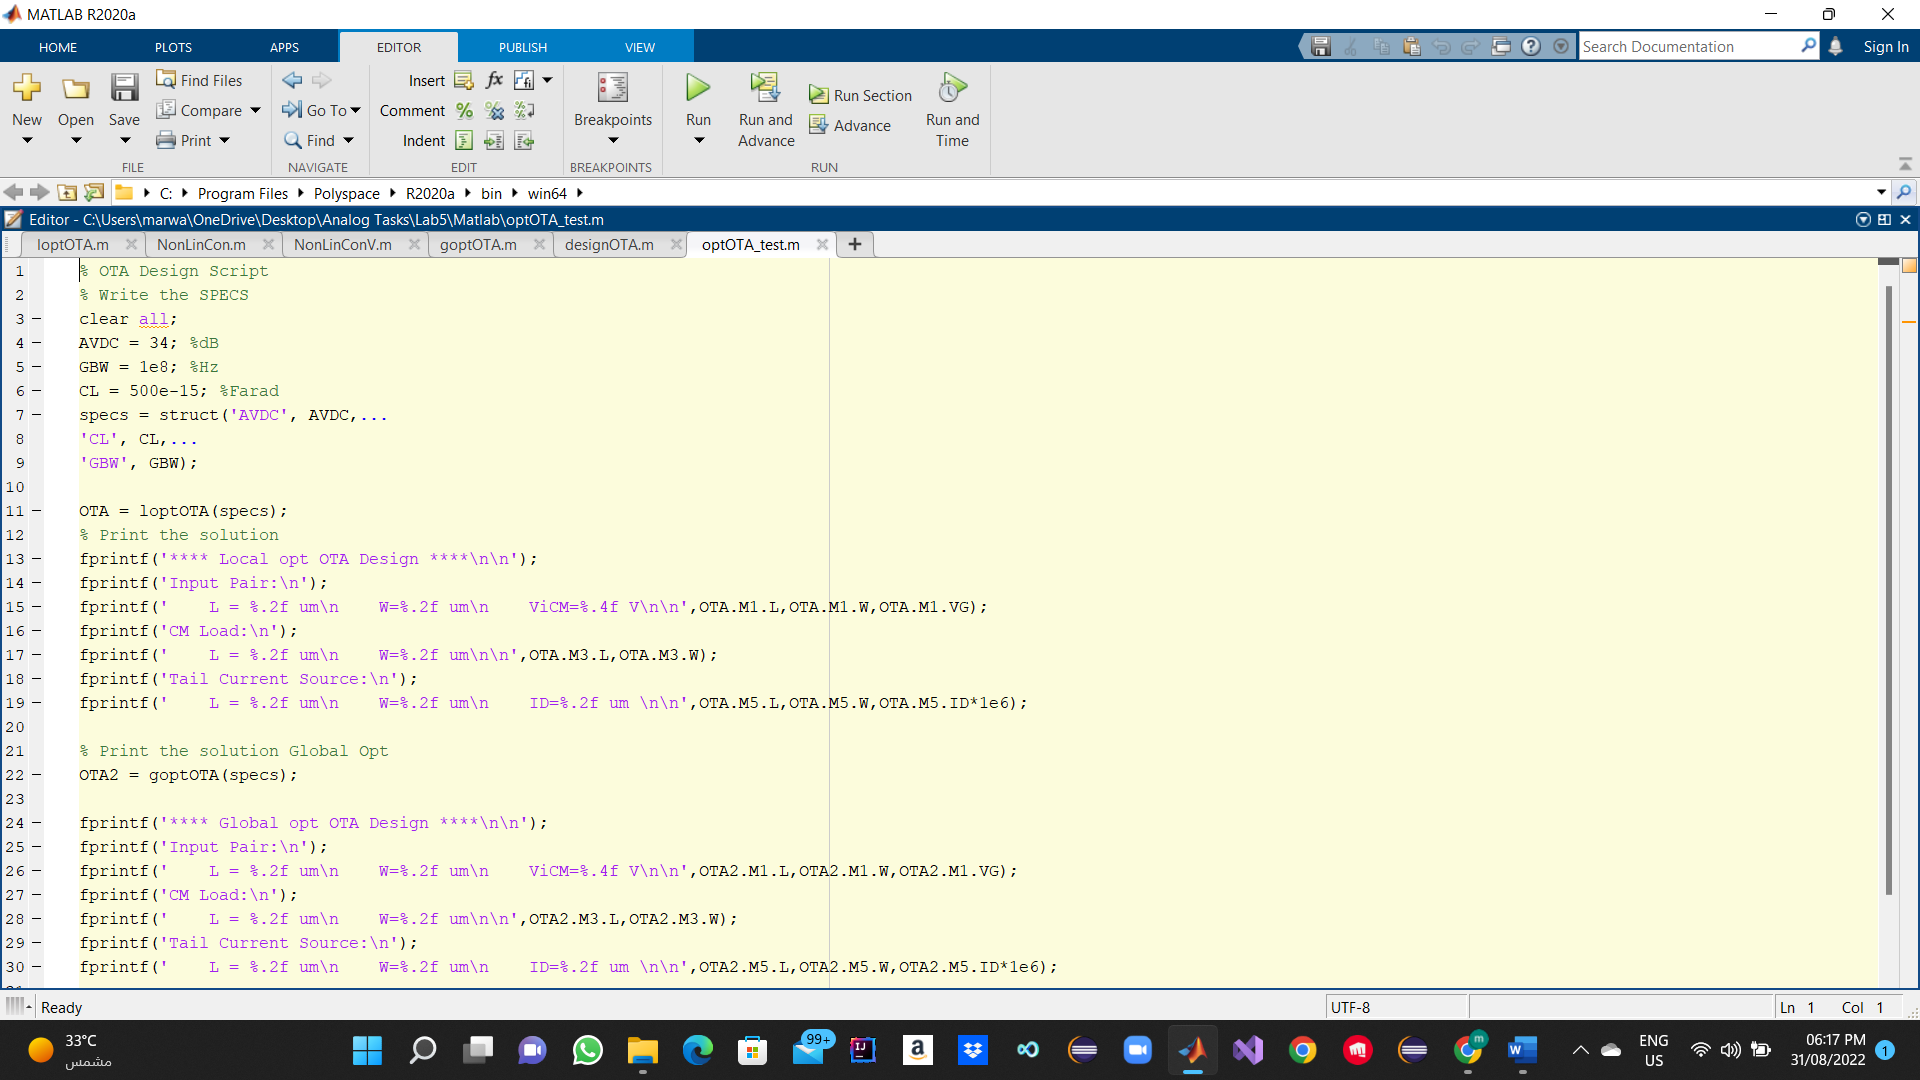 MATLAB R2020a
HOME PLOTS APPS EDITOR PUBLISH VIEW Search Documentation Sign In
New Open Save Find Files Compare Print
FILE
Go To Find
NAVIGATE
Insert fx
Comment
Indent
EDIT
Breakpoints
BREAKPOINTS
Run Run and Advance Run Section Advance Run and Time
RUN
C: Program Files Polyspace R2020a bin win64
Editor - C:\Users\marwa\OneDrive\Desktop\Analog Tasks\Lab5\Matlab\optOTA_test.m
loptOTA.m NonLinCon.m NonLinConV.m goptOTA.m designOTA.m optOTA_test.m
1 % OTA Design Script
2 % Write the SPECS
3 – clear all;
4 – AVDC = 34; %dB
5 – GBW = 1e8; %Hz
6 – CL = 500e-15; %Farad
7 – specs = struct('AVDC', AVDC,...
8 'CL', CL,...
9 'GBW', GBW);
10
11 – OTA = loptOTA(specs);
12 % Print the solution
13 – fprintf('**** Local opt OTA Design ****\n\n');
14 – fprintf('Input Pair:\n');
15 – fprintf('    L = %.2f um\n    W=%.2f um\n    ViCM=%.4f V\n\n',OTA.M1.L,OTA.M1.W,OTA.M1.VG);
16 – fprintf('CM Load:\n');
17 – fprintf('    L = %.2f um\n    W=%.2f um\n\n',OTA.M3.L,OTA.M3.W);
18 – fprintf('Tail Current Source:\n');
19 – fprintf('    L = %.2f um\n    W=%.2f um\n    ID=%.2f um \n\n',OTA.M5.L,OTA.M5.W,OTA.M5.ID*1e6);
20
21 % Print the solution Global Opt
22 – OTA2 = goptOTA(specs);
23
24 – fprintf('**** Global opt OTA Design ****\n\n');
25 – fprintf('Input Pair:\n');
26 – fprintf('    L = %.2f um\n    W=%.2f um\n    ViCM=%.4f V\n\n',OTA2.M1.L,OTA2.M1.W,OTA2.M1.VG);
27 – fprintf('CM Load:\n');
28 – fprintf('    L = %.2f um\n    W=%.2f um\n\n',OTA2.M3.L,OTA2.M3.W);
29 – fprintf('Tail Current Source:\n');
30 – fprintf('    L = %.2f um\n    W=%.2f um\n    ID=%.2f um \n\n',OTA2.M5.L,OTA2.M5.W,OTA2.M5.ID*1e6);
Ready UTF-8 Ln 1 Col 1
33°C
مشمس
99+
ENG
US
06:17 PM
31/08/2022
1